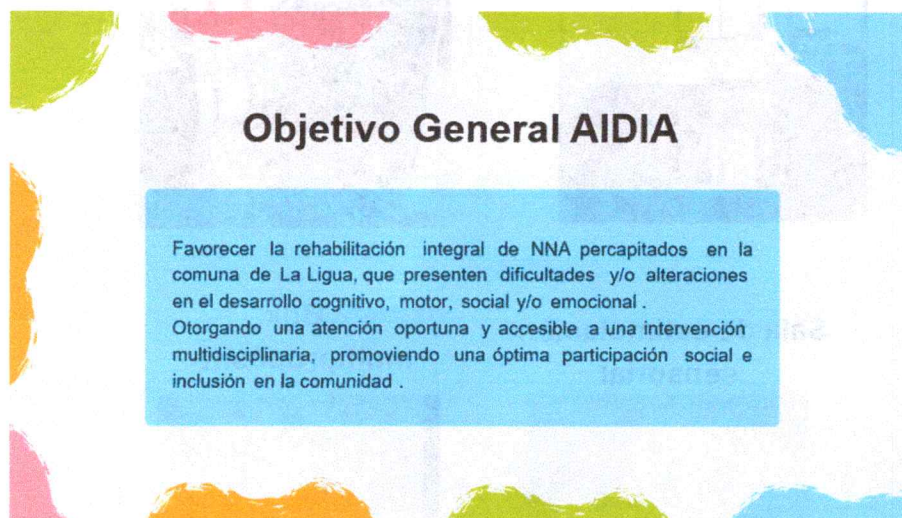 Objetivo General AIDIA
Favorecer la rehabilitación integral de NNA percapitados en la
comuna de La Ligua, que presenten dificultades y/o alteraciones
en el desarrollo cognitivo, motor, social y/o emocional .
Otorgando una atención oportuna y accesible a una intervención
multidisciplinaria, promoviendo una óptima participación social e
inclusión en la comunidad .